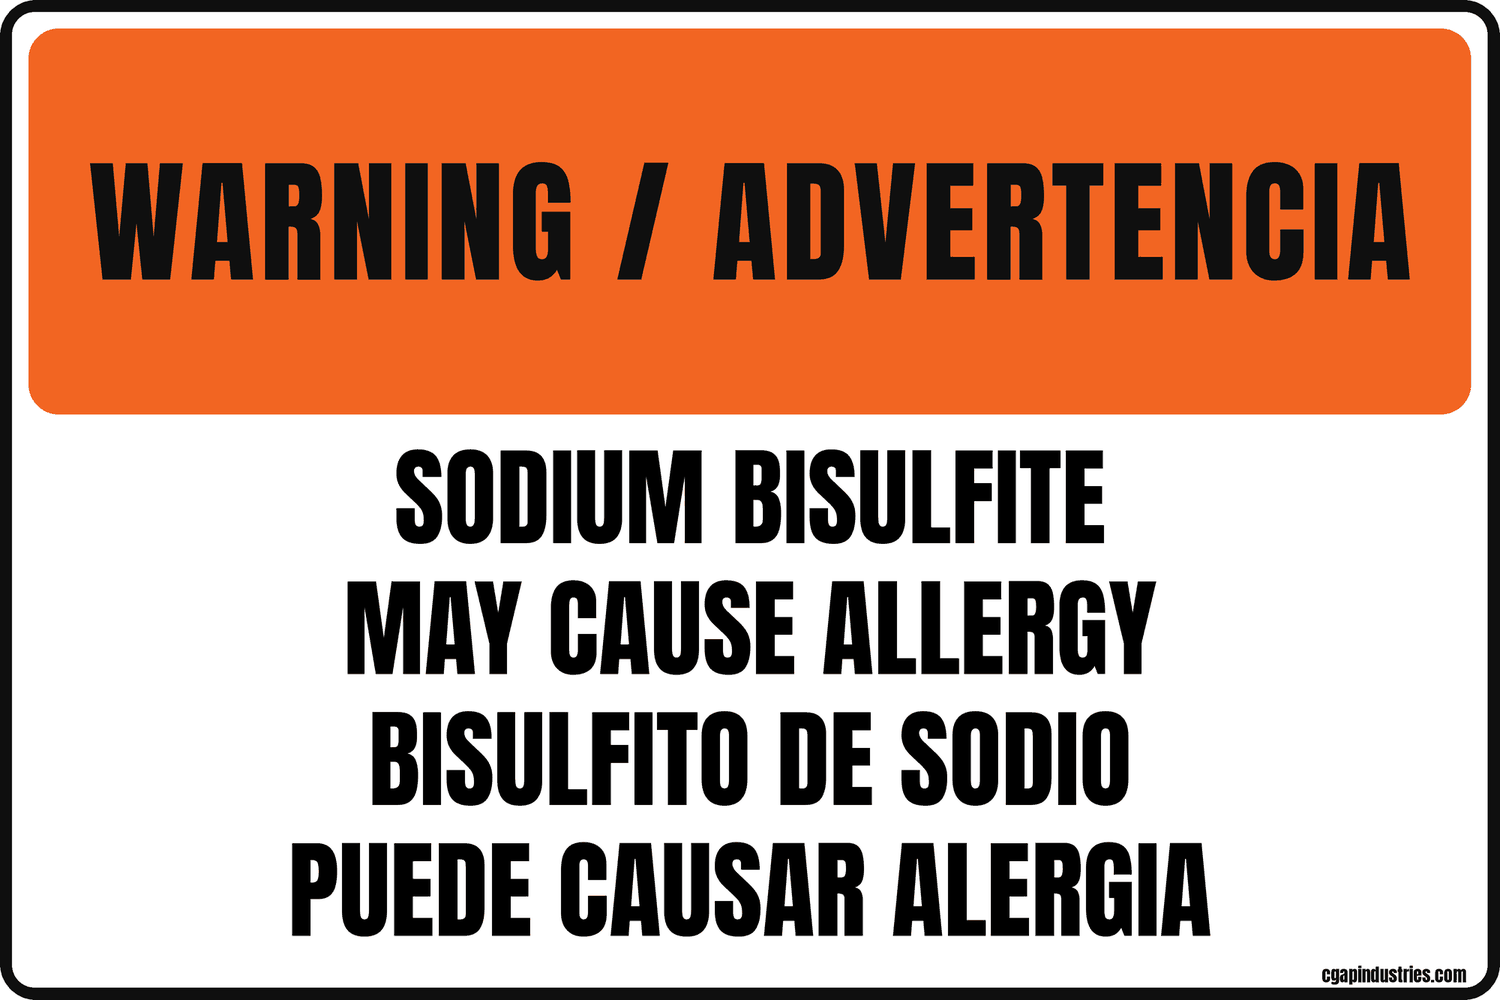 WARNING / ADVERTENCIA
SODIUM BISULFITE
MAY CAUSE ALLERGY
BISULFITO DE SODIO
PUEDE CAUSAR ALERGIA
cgapindustries.com